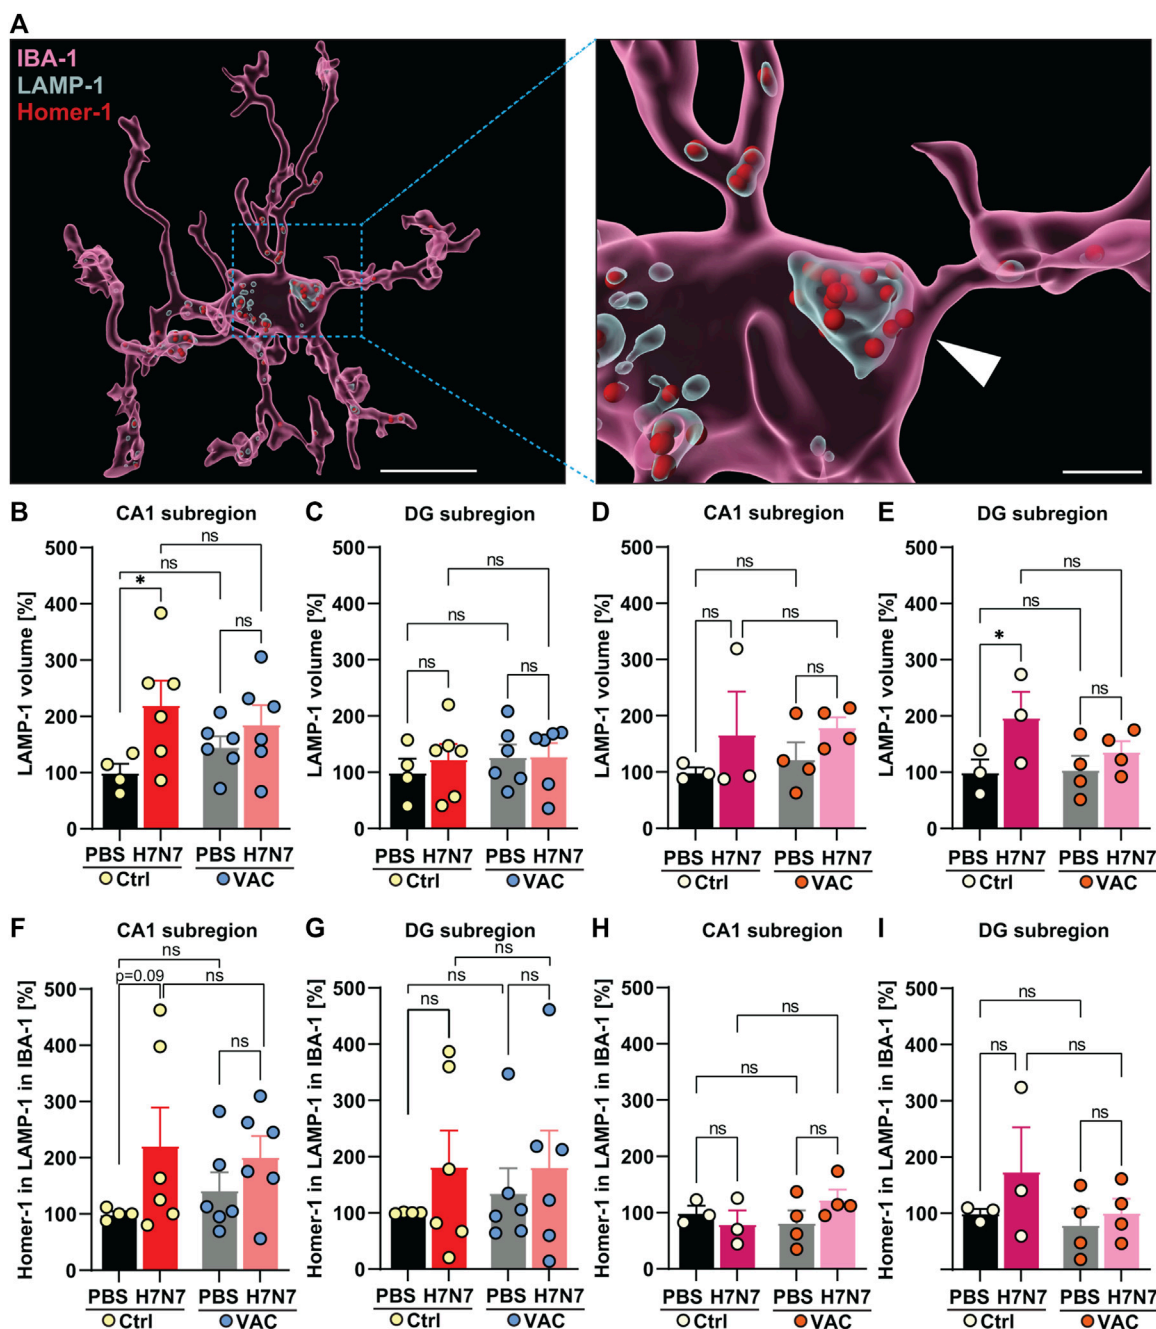 A
IBA-1
LAMP-1
Homer-1
B CA1 subregion C DG subregion D CA1 subregion E DG subregion
LAMP-1 volume [%]
500
400
300
200
100
0
ns
ns
*
ns
PBS H7N7 PBS H7N7
Ctrl VAC
LAMP-1 volume [%]
500
400
300
200
100
0
ns
ns
ns
ns
PBS H7N7 PBS H7N7
Ctrl VAC
LAMP-1 volume [%]
500
400
300
200
100
0
ns
ns
ns
ns
PBS H7N7 PBS H7N7
Ctrl VAC
LAMP-1 volume [%]
500
400
300
200
100
0
ns
ns
*
ns
PBS H7N7 PBS H7N7
Ctrl VAC
F CA1 subregion G DG subregion H CA1 subregion I DG subregion
Homer-1 in LAMP-1 in IBA-1 [%]
500
400
300
200
100
0
ns
p=0.09
ns
ns
PBS H7N7 PBS H7N7
Ctrl VAC
Homer-1 in LAMP-1 in IBA-1 [%]
500
400
300
200
100
0
ns
ns
ns
ns
PBS H7N7 PBS H7N7
Ctrl VAC
Homer-1 in LAMP-1 in IBA-1 [%]
500
400
300
200
100
0
ns
ns
ns
ns
PBS H7N7 PBS H7N7
Ctrl VAC
Homer-1 in LAMP-1 in IBA-1 [%]
500
400
300
200
100
0
ns
ns
ns
ns
PBS H7N7 PBS H7N7
Ctrl VAC